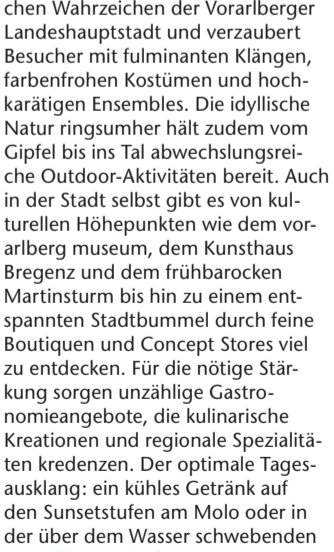 chen Wahrzeichen der Vorarlberger
Landeshauptstadt und verzaubert
Besucher mit fulminanten Klängen,
farbenfrohen Kostümen und hoch-
karätigen Ensembles. Die idyllische
Natur ringsumher hält zudem vom
Gipfel bis ins Tal abwechslungsrei-
che Outdoor-Aktivitäten bereit. Auch
in der Stadt selbst gibt es von kul-
turellen Höhepunkten wie dem vor-
arlberg museum, dem Kunsthaus
Bregenz und dem frühbarocken
Martinsturm bis hin zu einem ent-
spannten Stadtbummel durch feine
Boutiquen und Concept Stores viel
zu entdecken. Für die nötige Stär-
kung sorgen unzählige Gastro-
nomieangebote, die kulinarische
Kreationen und regionale Spezialitä-
ten kredenzen. Der optimale Tages-
ausklang: ein kühles Getränk auf
den Sunsetstufen am Molo oder in
der über dem Wasser schwebenden